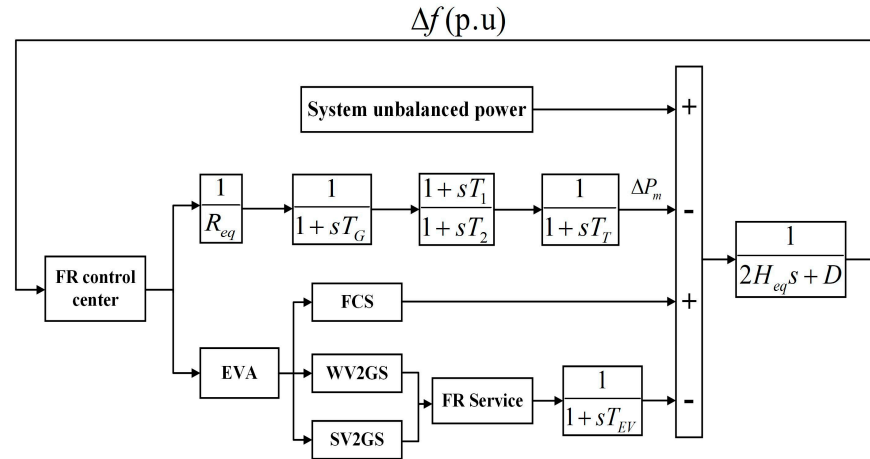 Δf (p.u)
System unbalanced power
+
1
R_eq
1
1 + sT_G
1 + sT_1
1 + sT_2
1
1 + sT_T
ΔP_m
-
1
2H_eq s + D
FR control
center
FCS
+
EVA
WV2GS
FR Service
1
1 + sT_EV
-
SV2GS